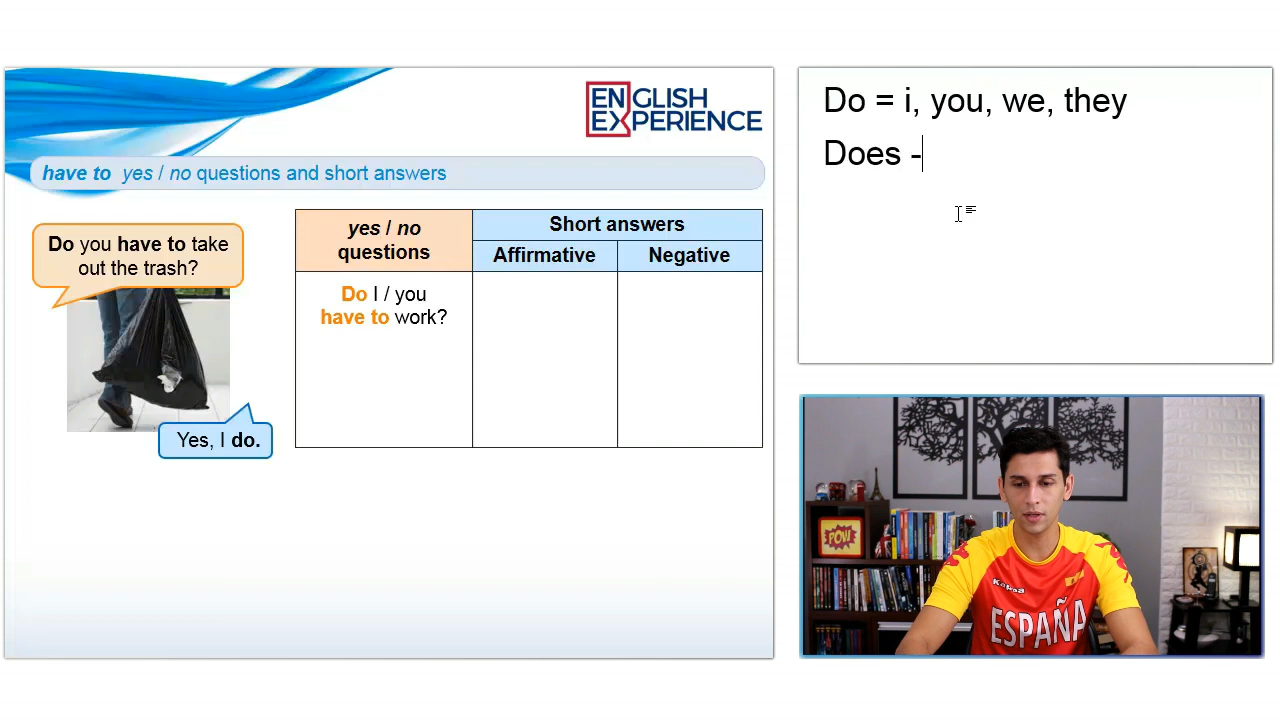 ENGLISH
EXPERIENCE
have to yes / no questions and short answers
Do you have to take
out the trash?
Yes, I do.
yes / no
questions
Short answers
Affirmative
Negative
Do I / you
have to work?
Do = i, you, we, they
Does -
POW
Kappa
ESPAÑA